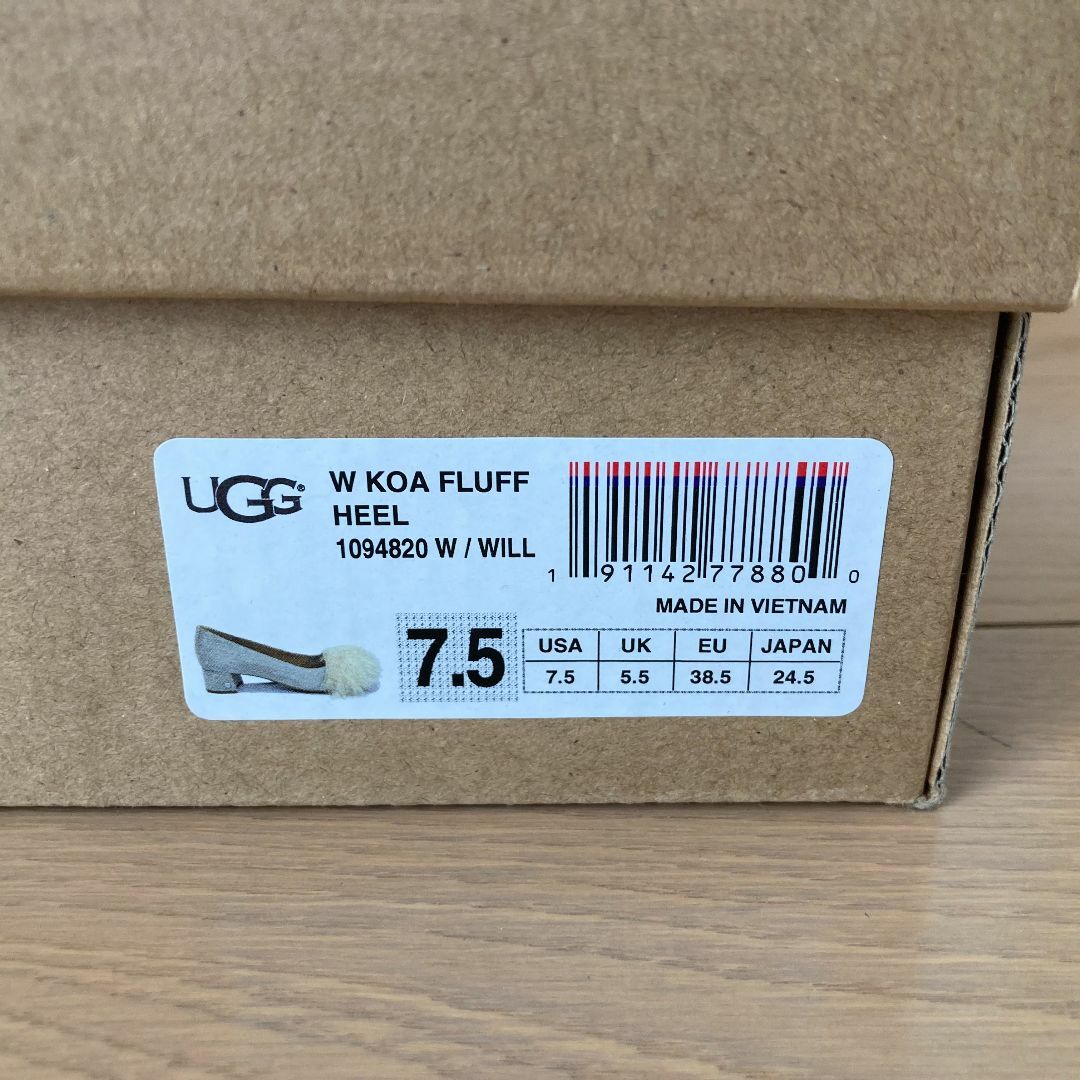 UGG®
W KOA FLUFF
HEEL
1094820 W / WILL
1 91142 77880 0
MADE IN VIETNAM
7.5
USA UK EU JAPAN
7.5 5.5 38.5 24.5